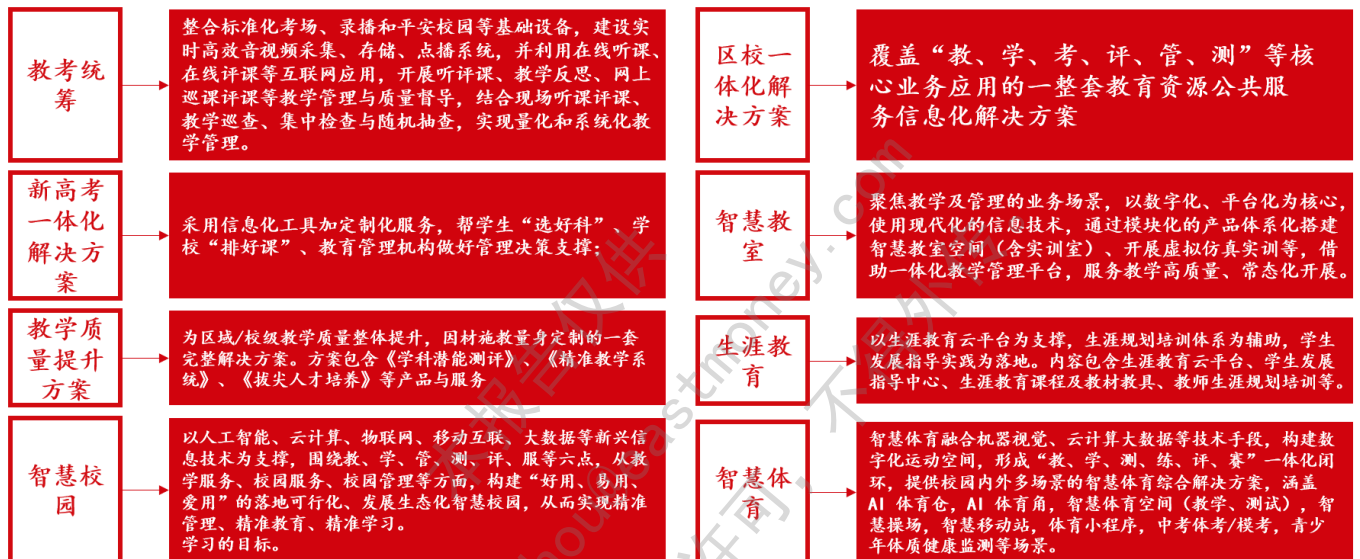 教考统
筹
整合标准化考场、录播和平安校园等基础设备，建设实
时高效音视频采集、存储、点播系统，并利用在线听课、
在线评课等互联网应用，开展听评课、教学反思、网上
巡课评课等教学管理与质量督导，结合现场听课评课、
教学巡查、集中检查与随机抽查，实现量化和系统化教
学管理。
区校一
体化解
决方案
覆盖“教、学、考、评、管、测”等核
心业务应用的一整套教育资源公共服
务信息化解决方案
新高考
一体化
解决方
案
采用信息化工具加定制化服务，帮学生“选好科”、学
校“排好课”、教育管理机构做好管理决策支撑；
智慧教
室
聚焦教学及管理的业务场景，以数字化、平台化为核心，
使用现代化的信息技术，通过模块化的产品体系化搭建
智慧教室空间（含实训室）、开展虚拟仿真实训等，借
助一体化教学管理平台，服务教学高质量、常态化开展。
教学质
量提升
方案
为区域/校级教学质量整体提升，因材施教量身定制的一套
完整解决方案。方案包含《学科潜能测评》、《精准教学系
统》、《拔尖人才培养》等产品与服务
生涯教
育
以生涯教育云平台为支撑，生涯规划培训体系为辅助，学生
发展指导实践为落地。内容包含生涯教育云平台、学生发展
指导中心、生涯教育课程及教材教具、教师生涯规划培训等。
智慧校
园
以人工智能、云计算、物联网、移动互联、大数据等新兴信
息技术为支撑，围绕教、学、管、测、评、服等六点，从教
学服务、校园服务、校园管理等方面，构建“好用、易用、
爱用”的落地可行化、发展生态化智慧校园，从而实现精准
管理、精准教育、精准学习。
学习的目标。
智慧体
育
智慧体育融合机器视觉、云计算大数据等技术手段，构建数
字化运动空间，形成“教、学、测、练、评、赛”一体化闭
环，提供校园内外多场景的智慧体育综合解决方案，涵盖
AI 体育仓，AI 体育角，智慧体育空间（教学、测试），智
慧操场，智慧移动站，体育小程序，中考体考/模考，青少
年体质健康监测等场景。